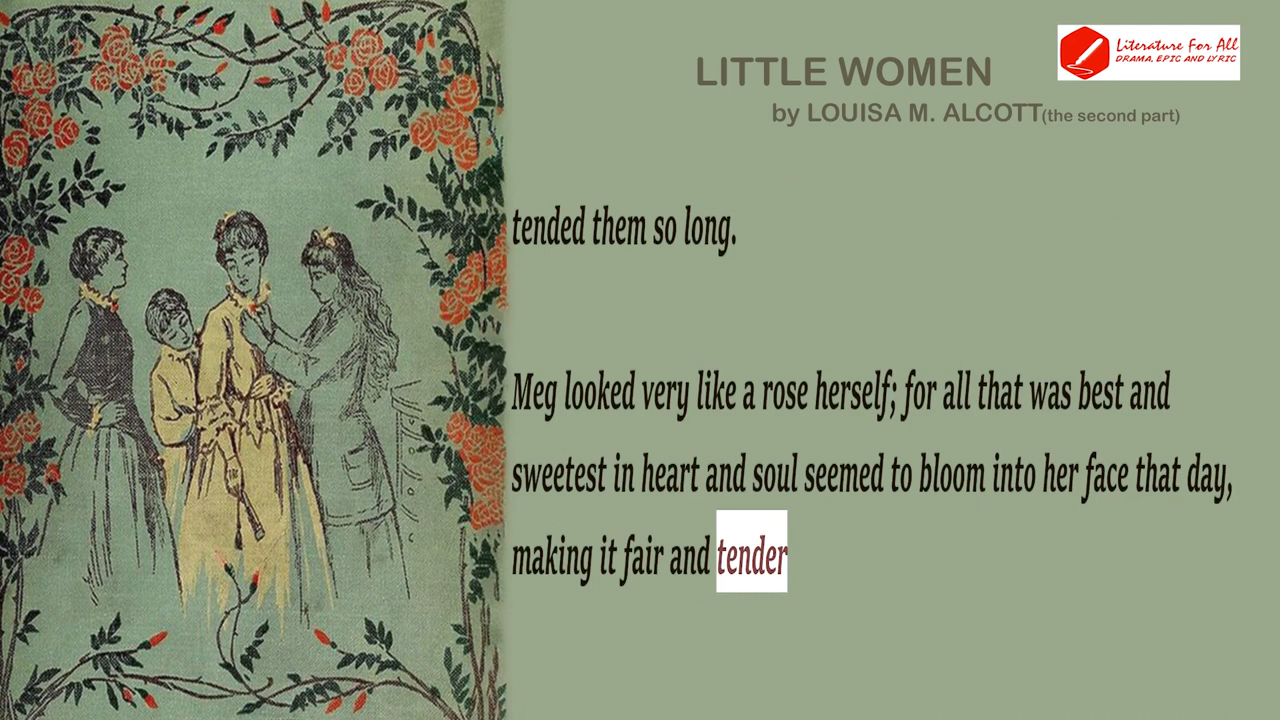 LITTLE WOMEN
by LOUISA M. ALCOTT(the second part)
Literature For All
DRAMA, EPIC AND LYRIC
tended them so long.
Meg looked very like a rose herself; for all that was best and
sweetest in heart and soul seemed to bloom into her face that day,
making it fair and tender